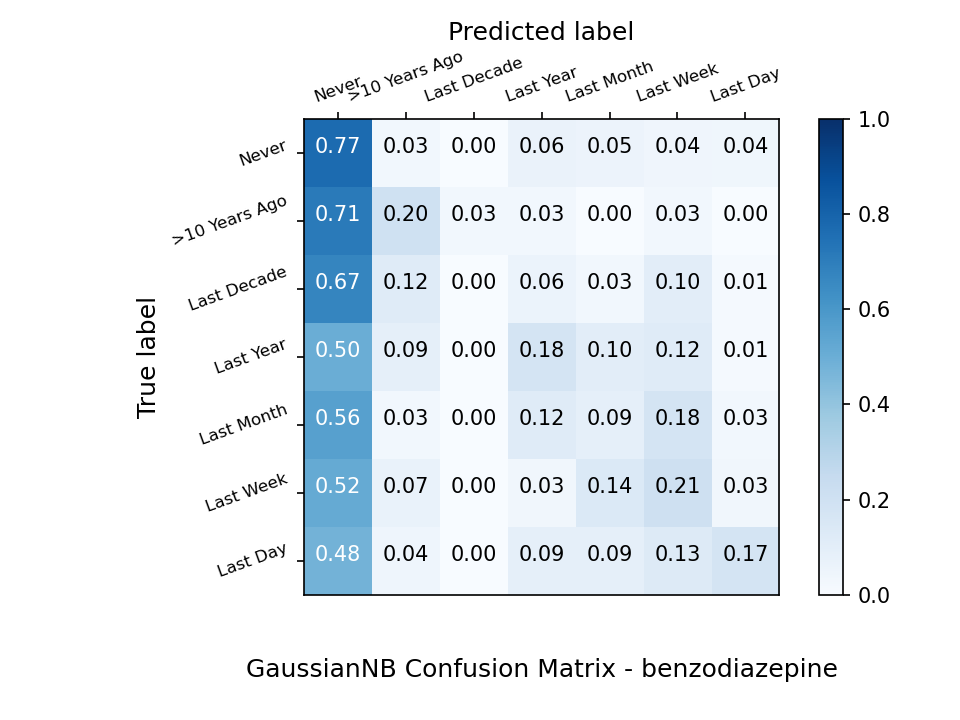 Predicted label
Never >10 Years Ago Last Decade Last Year Last Month Last Week Last Day
1.0
Never 0.77 0.03 0.00 0.06 0.05 0.04 0.04
>10 Years Ago 0.71 0.20 0.03 0.03 0.00 0.03 0.00
0.8
Last Decade 0.67 0.12 0.00 0.06 0.03 0.10 0.01
0.6
True label
Last Year 0.50 0.09 0.00 0.18 0.10 0.12 0.01
0.4
Last Month 0.56 0.03 0.00 0.12 0.09 0.18 0.03
Last Week 0.52 0.07 0.00 0.03 0.14 0.21 0.03
0.2
Last Day 0.48 0.04 0.00 0.09 0.09 0.13 0.17
0.0
GaussianNB Confusion Matrix - benzodiazepine